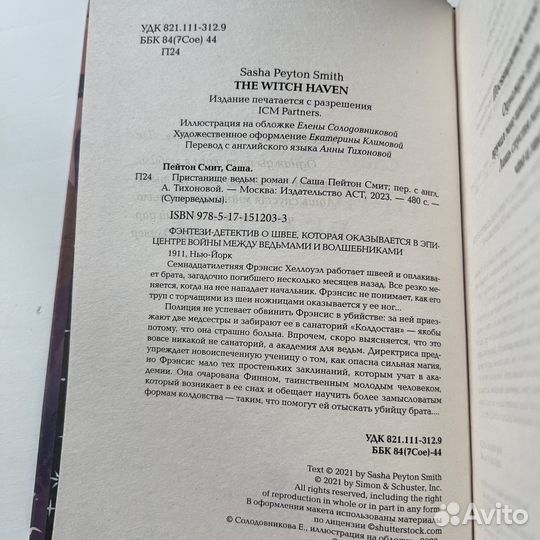 УДК 821.111-312.9
ББК 84(7Сое) 44
П24
Sasha Peyton Smith
THE WITCH HAVEN
Издание печатается с разрешения
ICM Partners.
Иллюстрация на обложке Елены Солодовниковой
Художественное оформление Екатерины Климовой
Перевод с английского языка Анны Тихоновой
Пейтон Смит, Саша.
П24 Пристанище ведьм: роман / Саша Пейтон Смит; пер. с англ.
А. Тихоновой. — Москва: Издательство АСТ, 2023. — 480 с. —
(Суперведьмы).
ISBN 978-5-17-151203-3
ФЭНТЕЗИ-ДЕТЕКТИВ О ШВЕЕ, КОТОРАЯ ОКАЗЫВАЕТСЯ В ЭПИ-
ЦЕНТРЕ ВОЙНЫ МЕЖДУ ВЕДЬМАМИ И ВОЛШЕБНИКАМИ
1911, Нью-Йорк
Семнадцатилетняя Фрэнсис Хеллоуэл работает швеей и оплакива-
ет брата, загадочно погибшего несколько месяцев назад. Все резко ме-
няется, когда на нее нападает начальник. Фрэнсис не понимает, как его
труп с торчащими из шеи ножницами оказывается у ее ног...
Полиция не успевает обвинить Фрэнсис в убийстве: за ней приез-
жают две медсестры и забирают ее в санаторий «Колдостан» — якобы
потому, что она страшно больна. Впрочем, скоро выясняется, что это
вовсе никакой не санаторий, а академия для ведьм. Директриса пред-
упреждает новоиспеченную ученицу о том, как опасна сильная магия,
но Фрэнсис мало тех простеньких заклинаний, которым учат в ака-
демии. Она очарована Финном, таинственным молодым человеком,
который возникает в ее снах и обещает научить более замысловатым
формам колдовства — таким, что помогут ей отыскать убийцу брата....
УДК 821.111-312.9
ББК 84(7Сое)-44
Text © 2021 by Sasha Peyton Smith
© 2021 by Simon & Schuster, Inc.
All rights reserved, including the right
of reproduction in whole or in part in any form
В оформлении макета использованы материалы
по лицензии ©shutterstock.com
© Солодовникова Е., иллюстрация на обложке
Avito